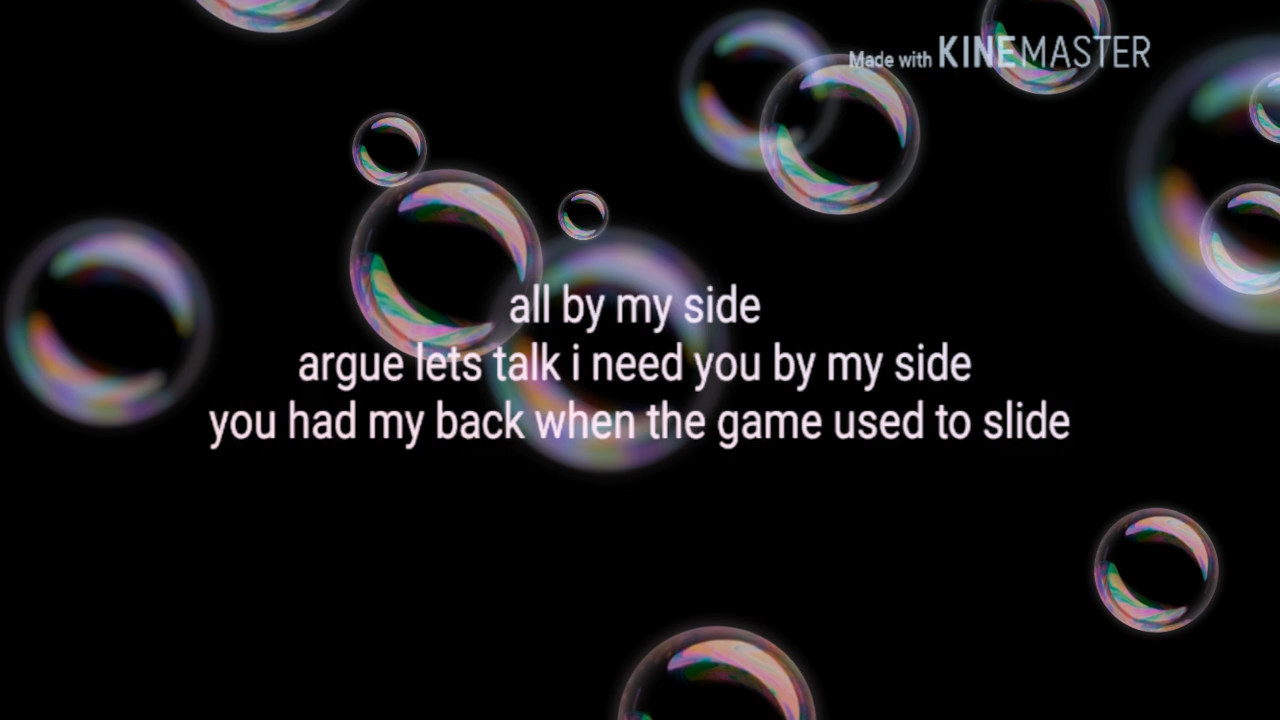 Made with KINEMASTER
all by my side
argue lets talk i need you by my side
you had my back when the game used to slide